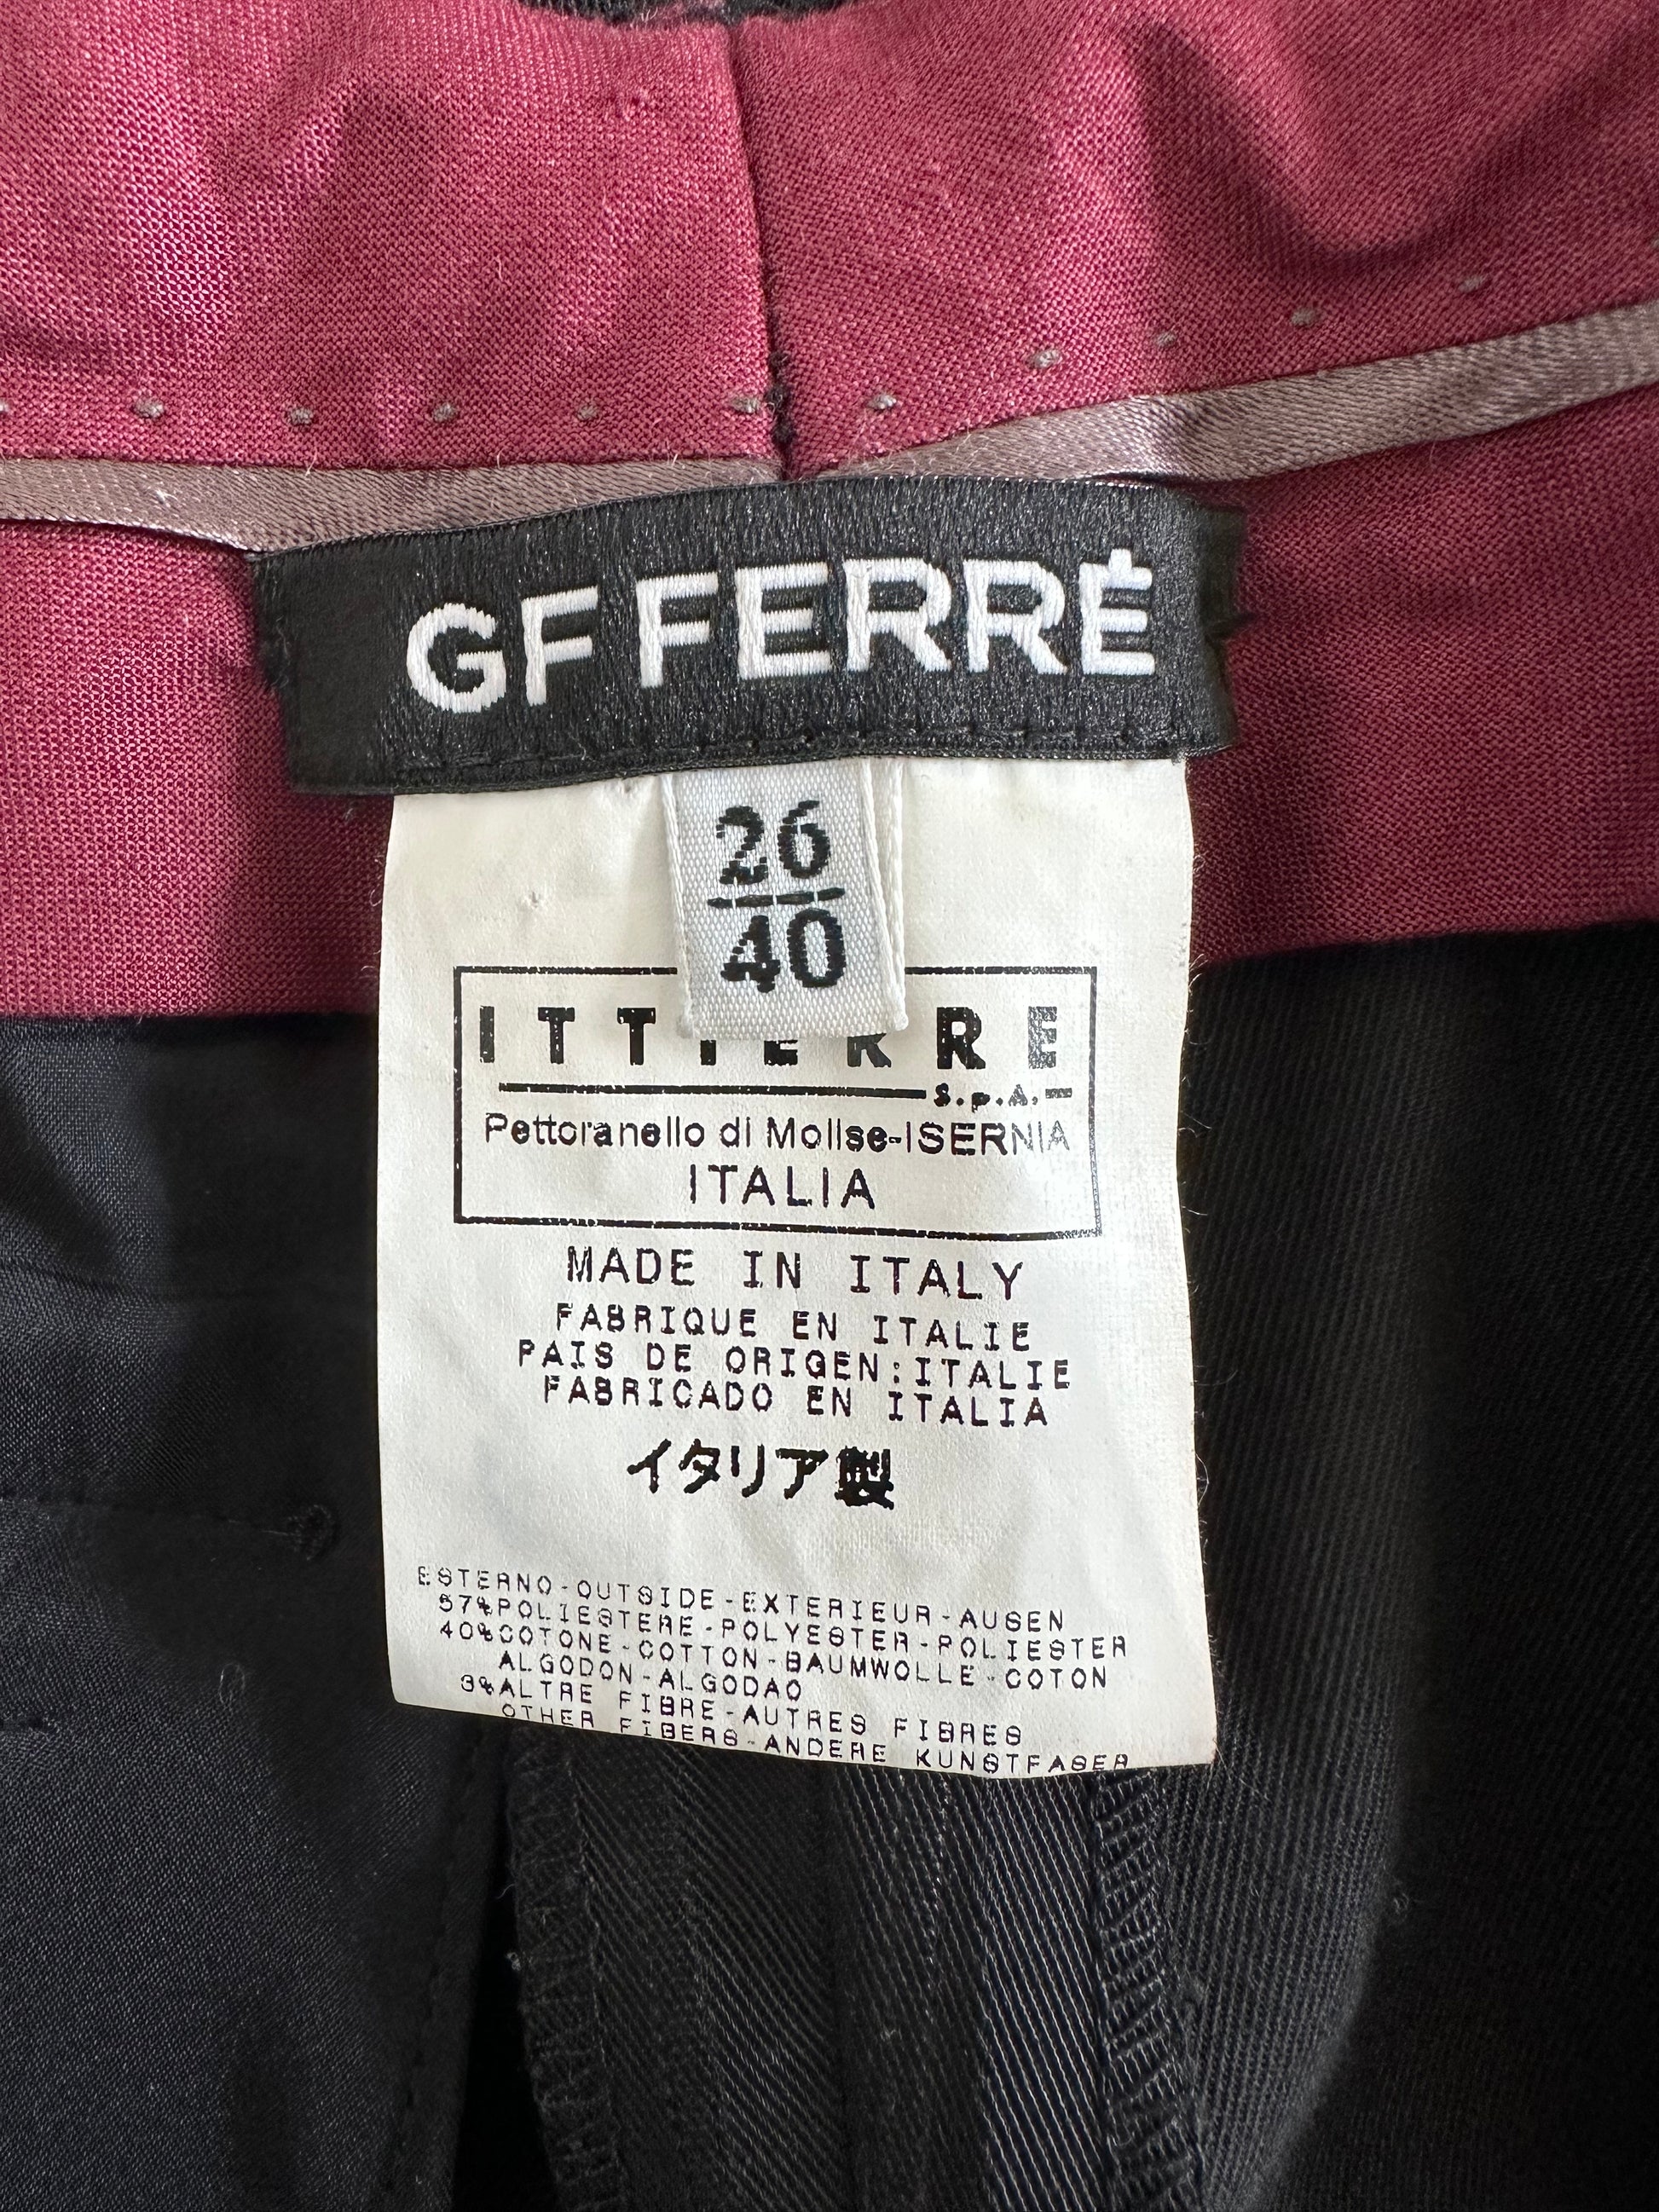 GF FERRÉ
26
40
ITTIERRE
S.p.A.
Pettoranello di Molise-ISERNIA
ITALIA
MADE IN ITALY
FABRIQUE EN ITALIE
PAIS DE ORIGEN:ITALIE
FABRICADO EN ITALIA
イタリア製
ESTERNO-OUTSIDE-EXTERIEUR-AUSEN
57%POLIESTERE-POLYESTER-POLIESTER
40%COTONE-COTTON-BAUMWOLLE-COTON
ALGODON-ALGODAO
3%ALTRE FIBRE-AUTRES FIBRES
OTHER FIBERS-ANDERE KUNSTFASER